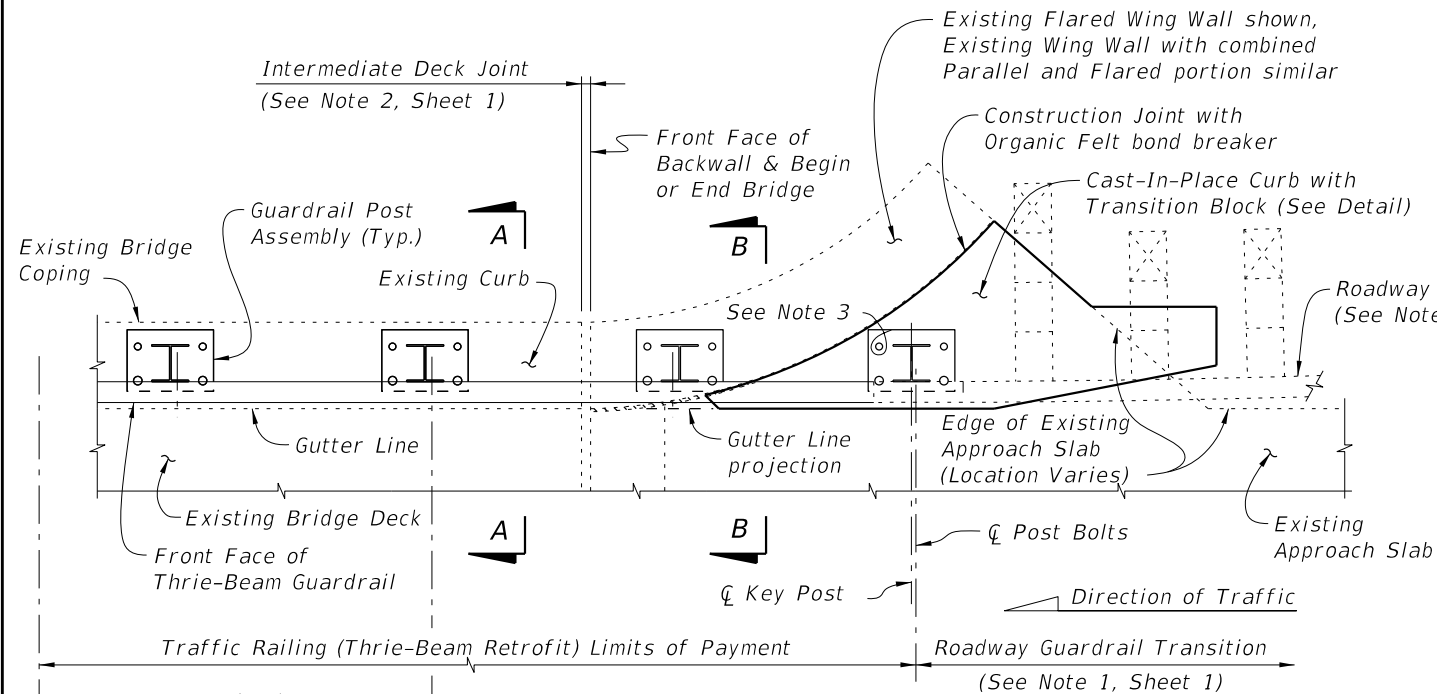 Existing Flared Wing Wall shown,
Existing Wing Wall with combined
Parallel and Flared portion similar
Intermediate Deck Joint
(See Note 2, Sheet 1)
Construction Joint with
Organic Felt bond breaker
Front Face of
Backwall & Begin
or End Bridge
Cast-In-Place Curb with
Transition Block (See Detail)
Guardrail Post
Assembly (Typ.)
A
B
Existing Bridge
Coping
Existing Curb
See Note 3
Roadway
(See Note
Gutter Line
Gutter Line
projection
Edge of Existing
Approach Slab
(Location Varies)
Existing Bridge Deck
A
B
℄ Post Bolts
Existing
Approach Slab
Front Face of
Thrie-Beam Guardrail
℄ Key Post
Direction of Traffic
Traffic Railing (Thrie-Beam Retrofit) Limits of Payment
Roadway Guardrail Transition
(See Note 1, Sheet 1)